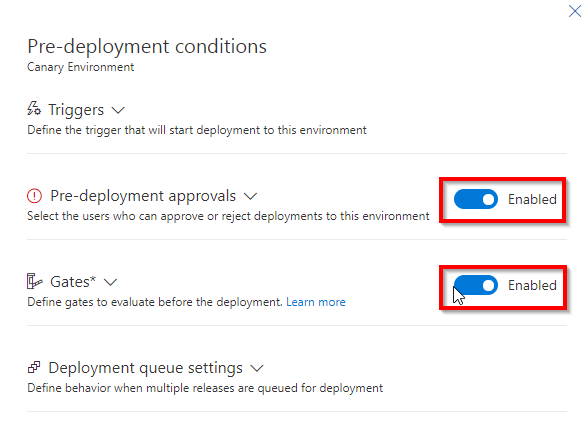 Pre-deployment conditions
Canary Environment
Triggers
Define the trigger that will start deployment to this environment
Pre-deployment approvals
Enabled
Select the users who can approve or reject deployments to this environment
Gates*
Enabled
Define gates to evaluate before the deployment. Learn more
Deployment queue settings
Define behavior when multiple releases are queued for deployment